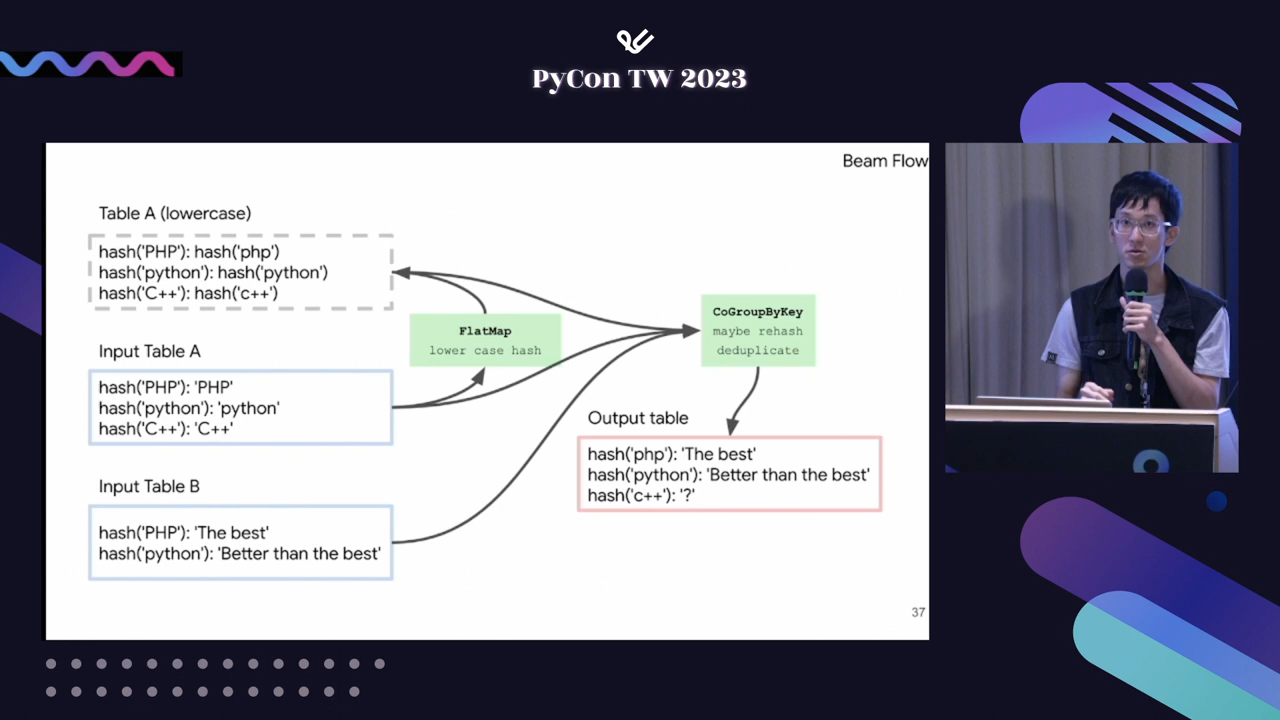 PyCon TW 2023
Beam Flow
Table A (lowercase)
hash('PHP'): hash('php')
hash('python'): hash('python')
hash('C++'): hash('c++')
FlatMap
lower case hash
CoGroupByKey
maybe rehash
deduplicate
Input Table A
hash('PHP'): 'PHP'
hash('python'): 'python'
hash('C++'): 'C++'
Output table
hash('php'): 'The best'
hash('python'): 'Better than the best'
hash('c++'): '?'
Input Table B
hash('PHP'): 'The best'
hash('python'): 'Better than the best'
37